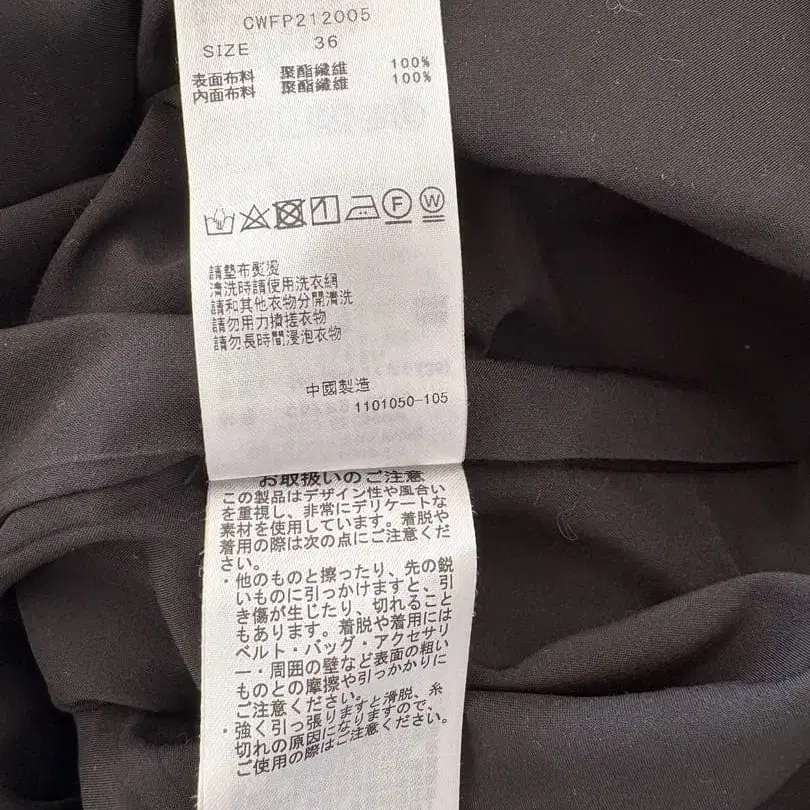 CWFP212005
SIZE 36
表面布料 聚酯纖維 100%
內面布料 聚酯纖維 100%
F W
請墊布熨燙
清洗時請使用洗衣網
請和其他衣物分開清洗
請勿用力擠搓衣物
請勿長時間浸泡衣物
中國製造
1101050-105
お取扱いのご注意
この製品はデザイン性や風合い
を重視し、非常にデリケートな
素材を使用しています。着脱や
着用の際は次の点にご注意くだ
さい。
・他のものと擦ったり、先の鋭
いものに引っかけますと、引
き傷が生じたり、切れること
もあります。着脱や着用には
ベルト・バッグ・アクセサリ
ー・周囲の壁など表面の粗い
ものとの摩擦や引っかかりに
ご注意ください。
・強く引っ張りますと滑脱、糸
切れの原因になりますので、
ご使用の際はご注意ください。